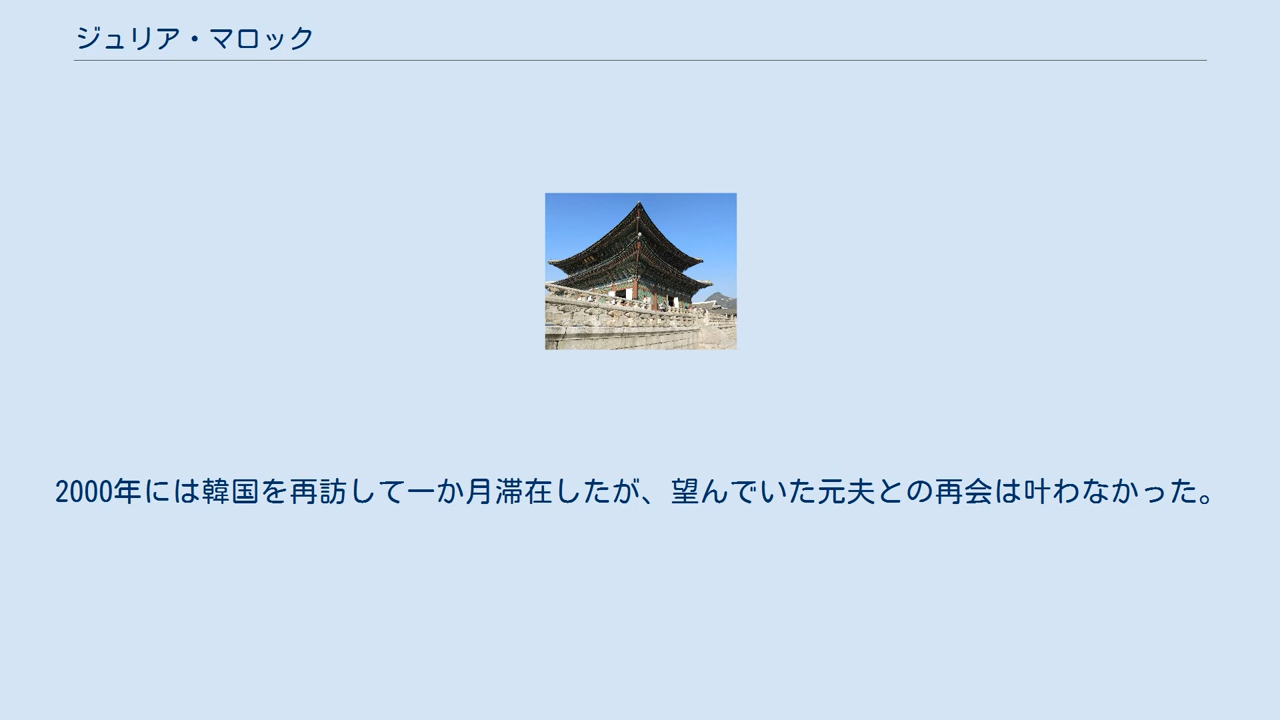 ジュリア・マロック
2000年には韓国を再訪して一か月滞在したが、望んでいた元夫との再会は叶わなかった。